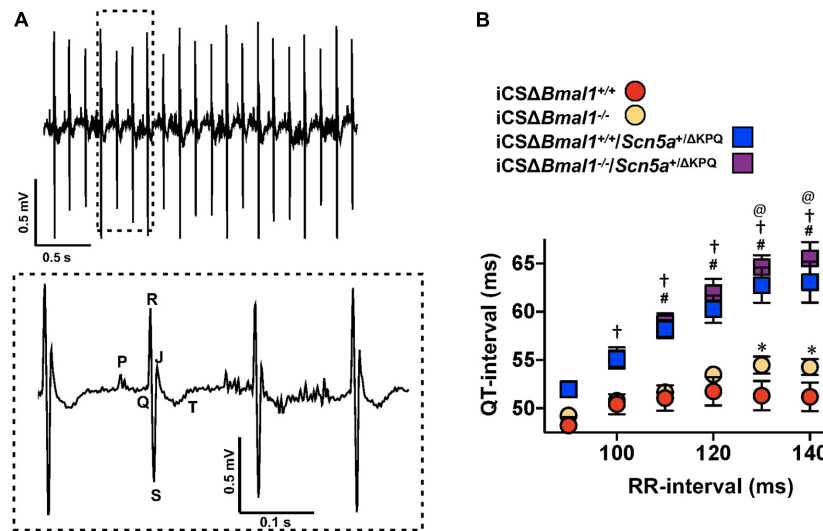 A
0.5 mV
0.5 s
R
P
J
Q
T
S
0.5 mV
0.1 s
B
iCSΔBmal1+/+
iCSΔBmal1-/-
iCSΔBmal1+/+/Scn5a+/ΔKPQ
iCSΔBmal1-/-/Scn5a+/ΔKPQ
@ @
† † † †
†
# # # #
* *
QT-interval (ms)
65
60
55
50
100 120 140
RR-interval (ms)